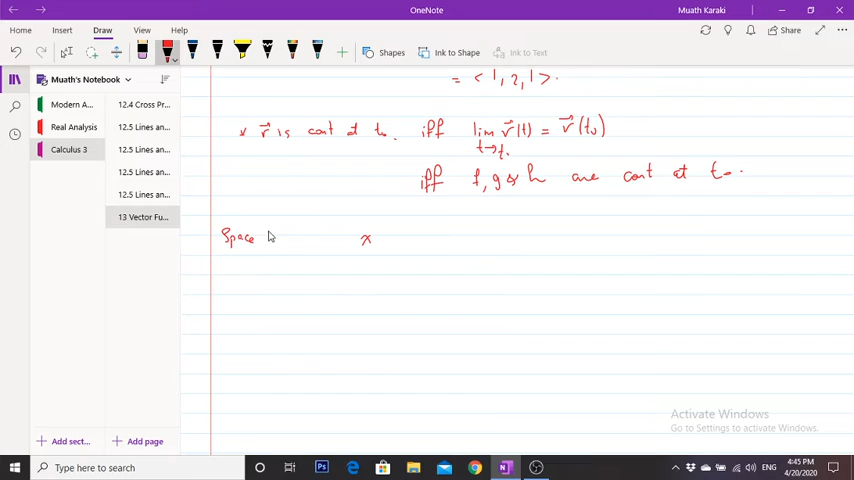 OneNote
Muath Karaki
Home Insert Draw View Help
Share
Shapes Ink to Shape Ink to Text
Muath's Notebook
Modern A...
Real Analysis
Calculus 3
12.4 Cross Pr...
12.5 Lines an...
12.5 Lines an...
12.5 Lines an...
12.5 Lines an...
13 Vector Fu...
= < 1, 2, 1 > .
* r⃗ is cont at t₀. iff lim r⃗(t) = r⃗(t₀)
t→t₀
iff f, g & h are cont at t₀.
Space x
Activate Windows
Go to Settings to activate Windows.
Add sect... Add page
Type here to search
ENG
4:45 PM
4/20/2020